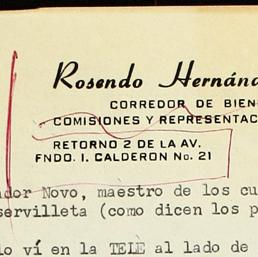 Rosendo Herná
CORREDOR DE BIEN
COMISIONES Y REPRESENTAC
RETORNO 2 DE LA AV.
FNDO. I. CALDERON No. 21
dor Novo, maestro de los cu
servilleta (como dicen los p
lo ví en la TELE al lado de